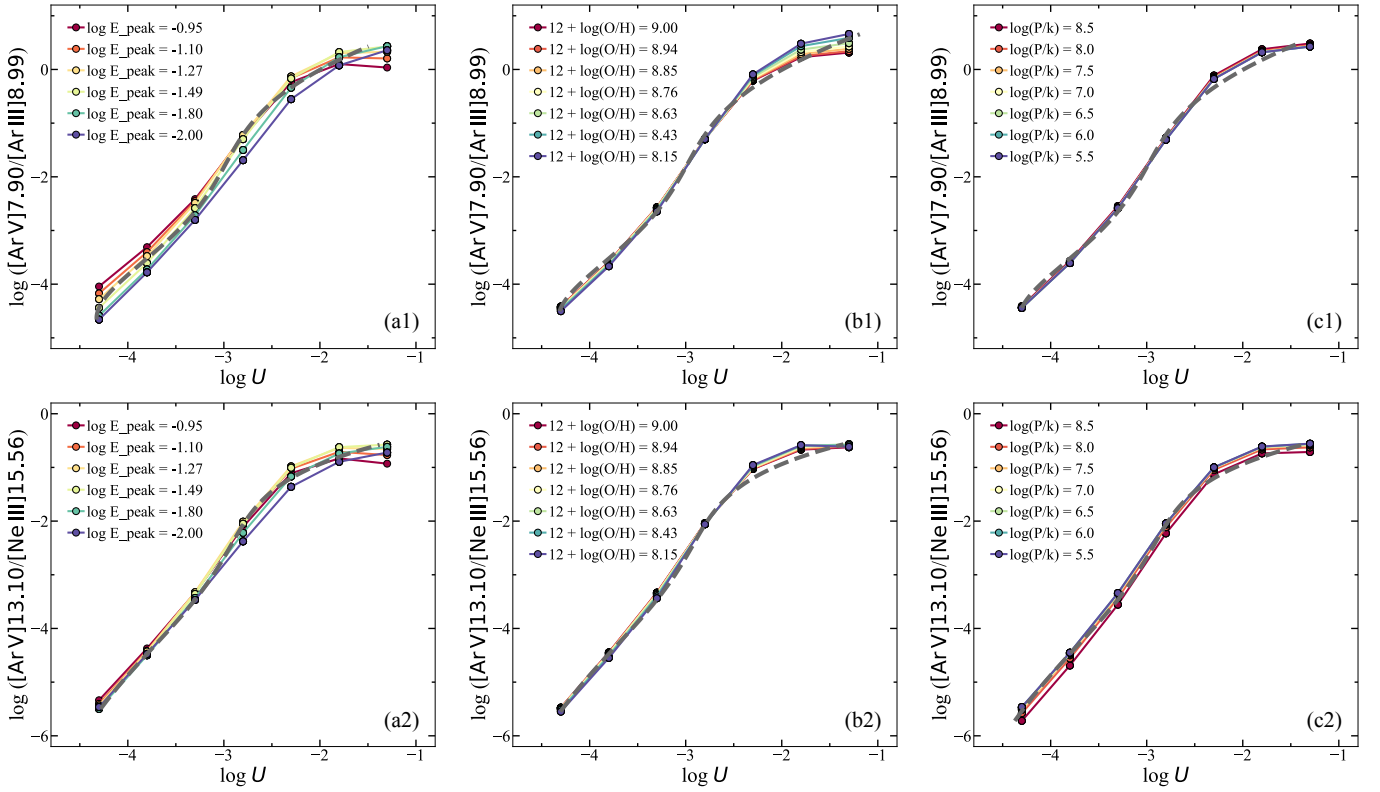 log E_peak = -0.95
log E_peak = -1.10
log E_peak = -1.27
log E_peak = -1.49
log E_peak = -1.80
log E_peak = -2.00
0
−2
−4
log ([Ar V]7.90/[Ar III]8.99)
(a1)
−4 −3 −2 −1
log U
12 + log(O/H) = 9.00
12 + log(O/H) = 8.94
12 + log(O/H) = 8.85
12 + log(O/H) = 8.76
12 + log(O/H) = 8.63
12 + log(O/H) = 8.43
12 + log(O/H) = 8.15
0
−2
−4
log ([Ar V]7.90/[Ar III]8.99)
(b1)
−4 −3 −2 −1
log U
log(P/k) = 8.5
log(P/k) = 8.0
log(P/k) = 7.5
log(P/k) = 7.0
log(P/k) = 6.5
log(P/k) = 6.0
log(P/k) = 5.5
0
−2
−4
log ([Ar V]7.90/[Ar III]8.99)
(c1)
−4 −3 −2 −1
log U
log E_peak = -0.95
log E_peak = -1.10
log E_peak = -1.27
log E_peak = -1.49
log E_peak = -1.80
log E_peak = -2.00
0
−2
−4
−6
log ([Ar V]13.10/[Ne III]15.56)
(a2)
−4 −3 −2 −1
log U
12 + log(O/H) = 9.00
12 + log(O/H) = 8.94
12 + log(O/H) = 8.85
12 + log(O/H) = 8.76
12 + log(O/H) = 8.63
12 + log(O/H) = 8.43
12 + log(O/H) = 8.15
0
−2
−4
−6
log ([Ar V]13.10/[Ne III]15.56)
(b2)
−4 −3 −2 −1
log U
log(P/k) = 8.5
log(P/k) = 8.0
log(P/k) = 7.5
log(P/k) = 7.0
log(P/k) = 6.5
log(P/k) = 6.0
log(P/k) = 5.5
0
−2
−4
−6
log ([Ar V]13.10/[Ne III]15.56)
(c2)
−4 −3 −2 −1
log U